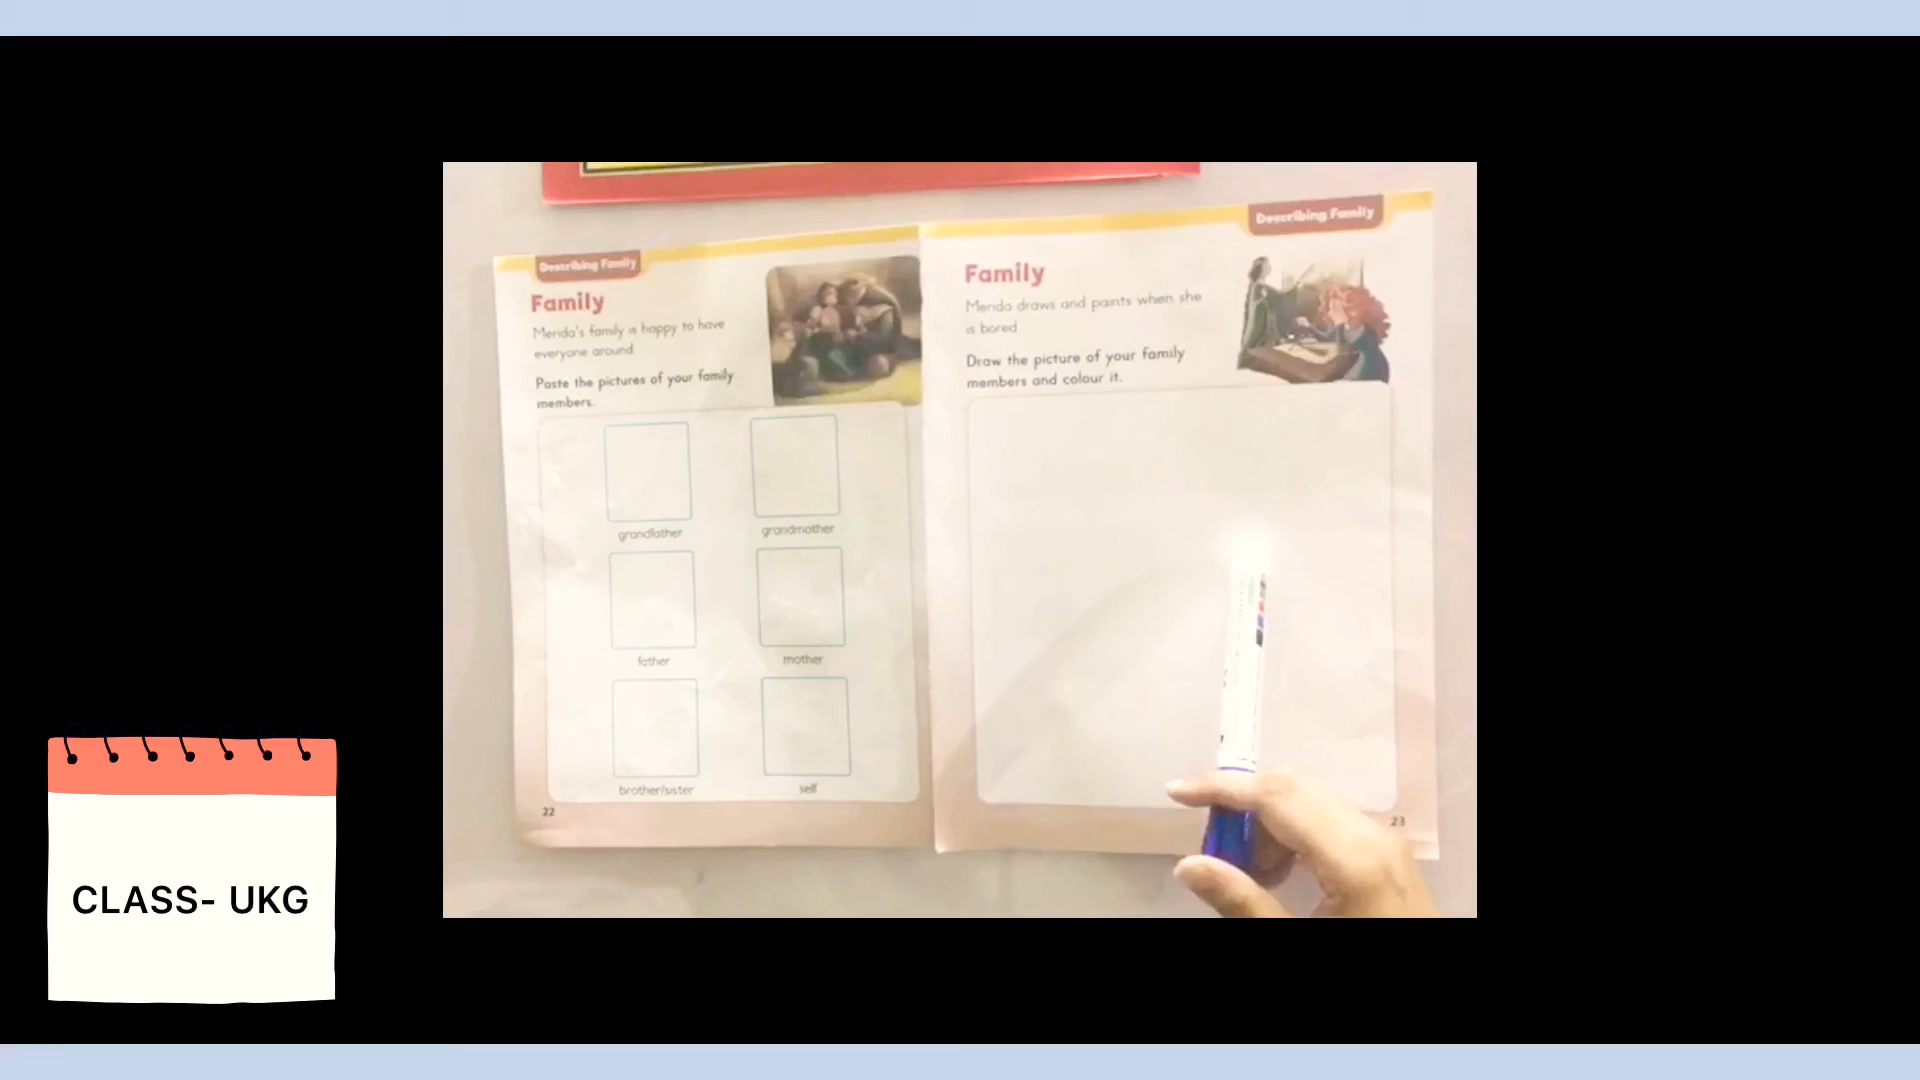 Describing Family
Family
Merida's family is happy to have
everyone around.
Paste the pictures of your family
members.
grandfather
grandmother
father
mother
brother/sister
self
22
Describing Family
Family
Merida draws and paints when she
is bored
Draw the picture of your family
members and colour it.
23
CLASS- UKG